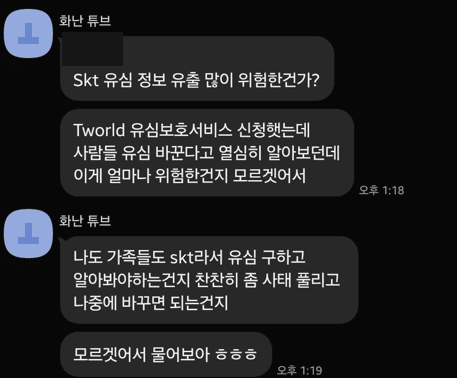 화난 튜브
Skt 유심 정보 유출 많이 위험한건가?
Tworld 유심보호서비스 신청했는데
사람들 유심 바꾼다고 열심히 알아보던데
이게 얼마나 위험한건지 모르겟어서
오후 1:18
화난 튜브
나도 가족들도 skt라서 유심 구하고
알아봐야하는건지 찬찬히 좀 사태 풀리고
나중에 바꾸면 되는건지
모르겟어서 물어보아 ㅎㅎㅎ
오후 1:19